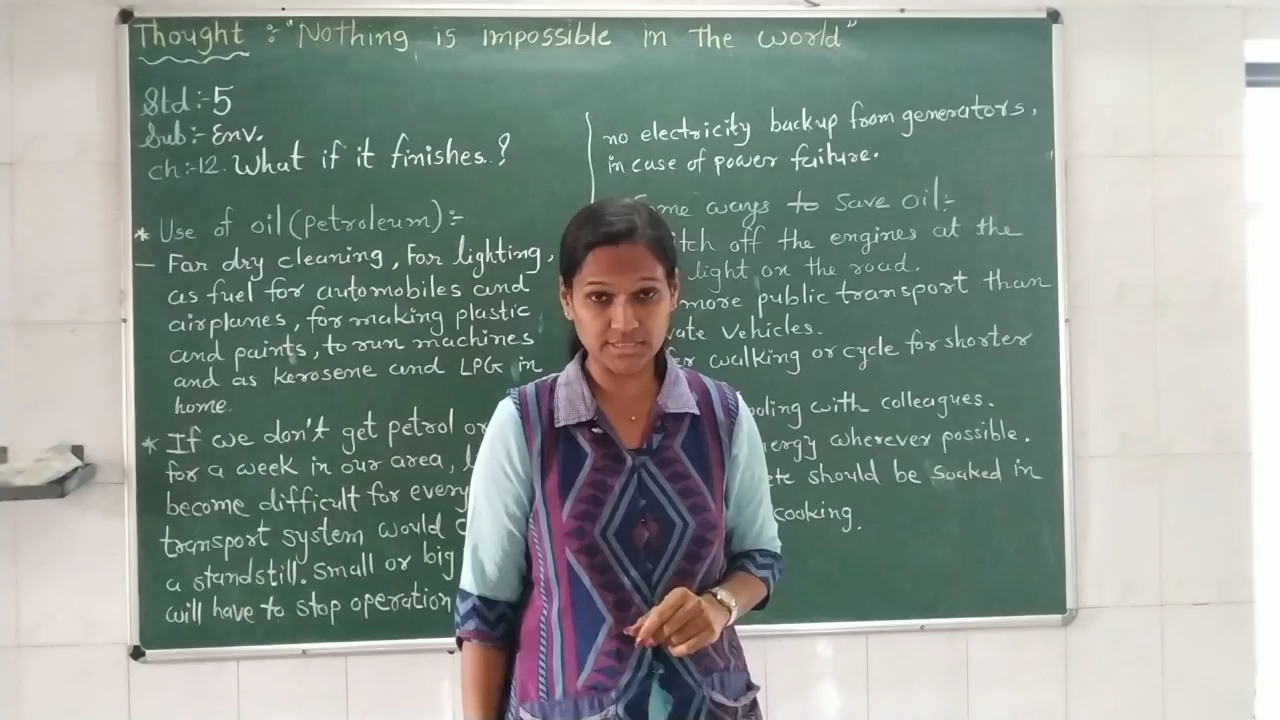 Thought :- "Nothing is impossible in The world"
Std:-5
Sub:- Env.
ch:-12. What if it finishes..?
* Use of oil (petroleum) :-
- For dry cleaning, For lighting,
as fuel for automobiles and
airplanes, for making plastic
and paints, to run machines
and as kerosene and LPG in
home.
* If we don't get petrol or
for a week in our area,
become difficult for every
transport system would
a standstill. Small or big
will have to stop operation
no electricity backup from generators,
in case of power failure.
ways to save oil:-
off the engines at the
light on the road.
more public transport than
vehicles.
walking or cycle for shorter
with colleagues.
wherever possible.
should be soaked in
cooking.